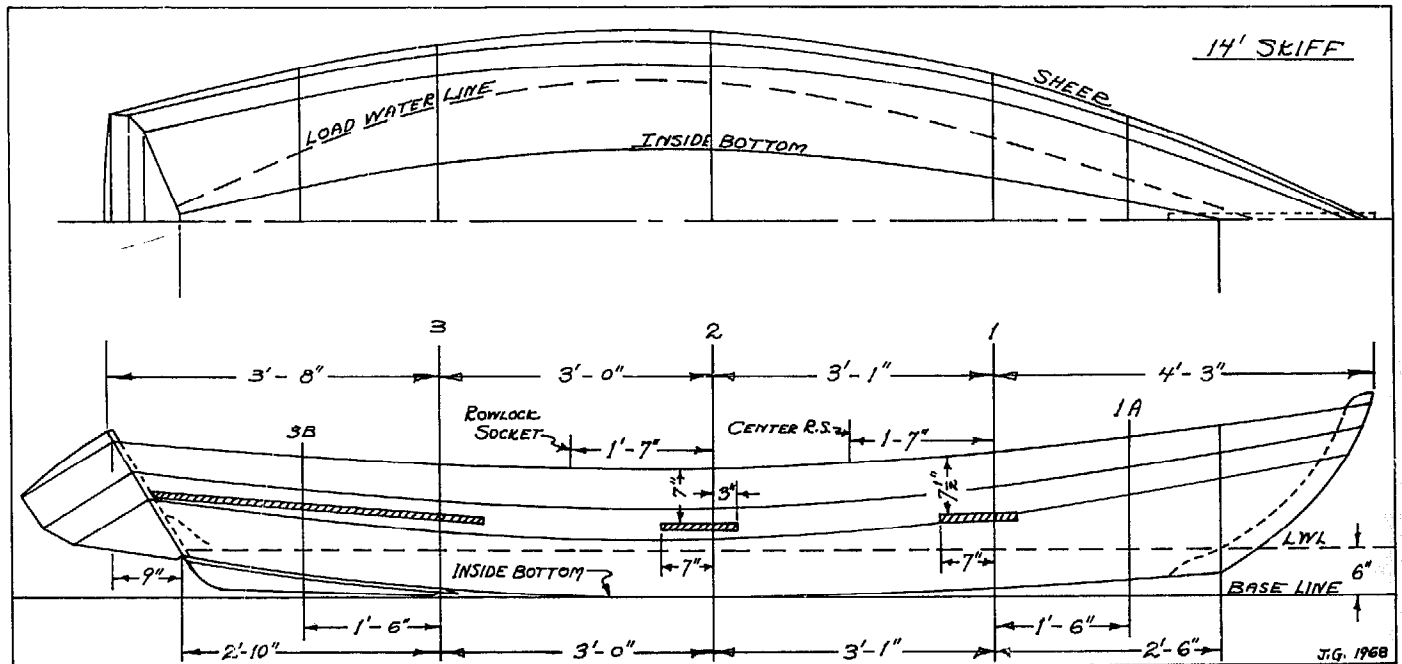 14' SKIFF
SHEER
LOAD WATER LINE
INSIDE BOTTOM
3
2
1
3'-8"
3'-0"
3'-1"
4'-3"
1A
ROWLOCK
SOCKET
3B
1'-7"
CENTER R.S.
1-7"
7"
3"
7½"
LWL
7"
7"
9"
INSIDE BOTTOM
6"
BASE LINE
1'-6"
1'-6"
2'-10"
3'-0"
3'-1"
2'-6"
J.G. 1968